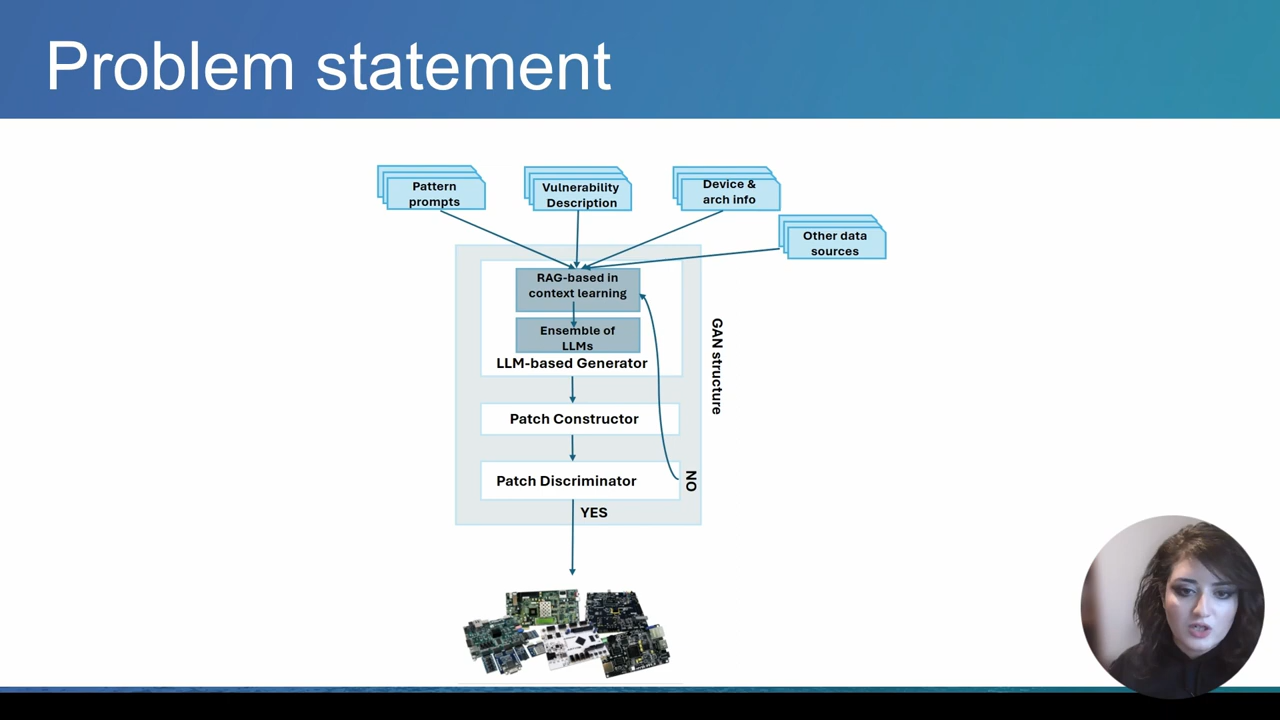 Problem statement
Pattern
prompts
Vulnerability
Description
Device &
arch info
Other data
sources
RAG-based in
context learning
Ensemble of
LLMs
LLM-based Generator
GAN structure
Patch Constructor
Patch Discriminator
NO
YES